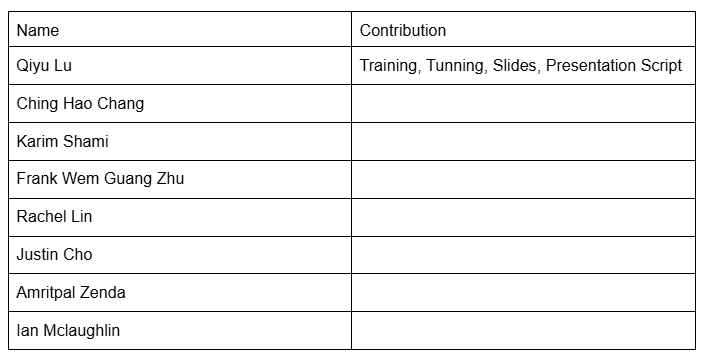 Name Contribution
Qiyu Lu Training, Tunning, Slides, Presentation Script
Ching Hao Chang
Karim Shami
Frank Wem Guang Zhu
Rachel Lin
Justin Cho
Amritpal Zenda
Ian Mclaughlin